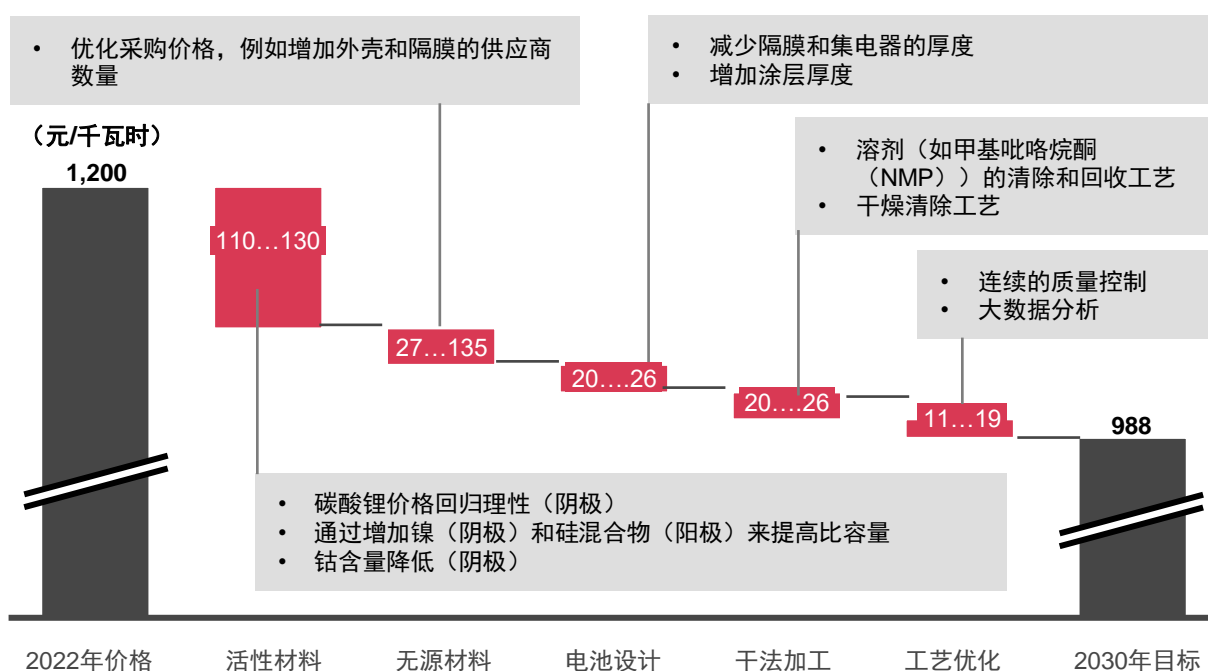 • 优化采购价格，例如增加外壳和隔膜的供应商
数量
• 减少隔膜和集电器的厚度
• 增加涂层厚度
（元/千瓦时）
1,200
• 溶剂（如甲基吡咯烷酮
（NMP））的清除和回收工艺
• 干燥清除工艺
110…130
• 连续的质量控制
• 大数据分析
27…135
20….26
20….26
11…19
988
• 碳酸锂价格回归理性（阴极）
• 通过增加镍（阴极）和硅混合物（阳极）来提高比容量
• 钴含量降低（阴极）
2022年价格 活性材料 无源材料 电池设计 干法加工 工艺优化 2030年目标